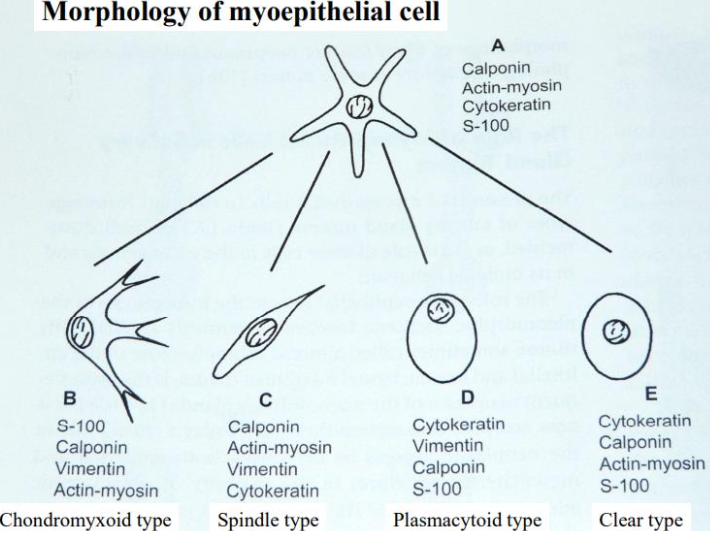 Morphology of myoepithelial cell
A
Calponin
Actin-myosin
Cytokeratin
S-100
B
S-100
Calponin
Vimentin
Actin-myosin
Chondromyxoid type
C
Calponin
Actin-myosin
Vimentin
Cytokeratin
Spindle type
D
Cytokeratin
Vimentin
Calponin
S-100
Plasmacytoid type
E
Cytokeratin
Calponin
Actin-myosin
S-100
Clear type